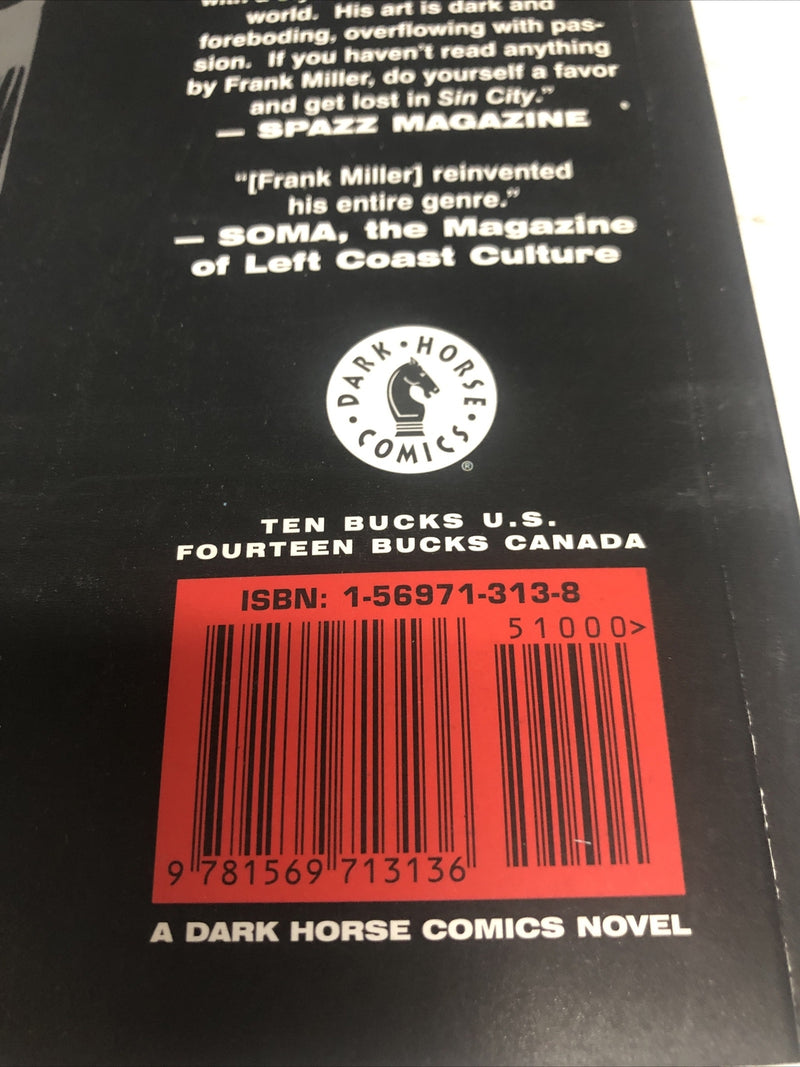 world. His art is dark and
foreboding, overflowing with pas-
sion. If you haven't read anything
by Frank Miller, do yourself a favor
and get lost in Sin City."
— SPAZZ MAGAZINE
"[Frank Miller] reinvented
his entire genre."
— SOMA, the Magazine
of Left Coast Culture
DARK • HORSE • COMICS •
®
TEN BUCKS U.S.
FOURTEEN BUCKS CANADA
ISBN: 1-56971-313-8
51000>
9 781569 713136
A DARK HORSE COMICS NOVEL